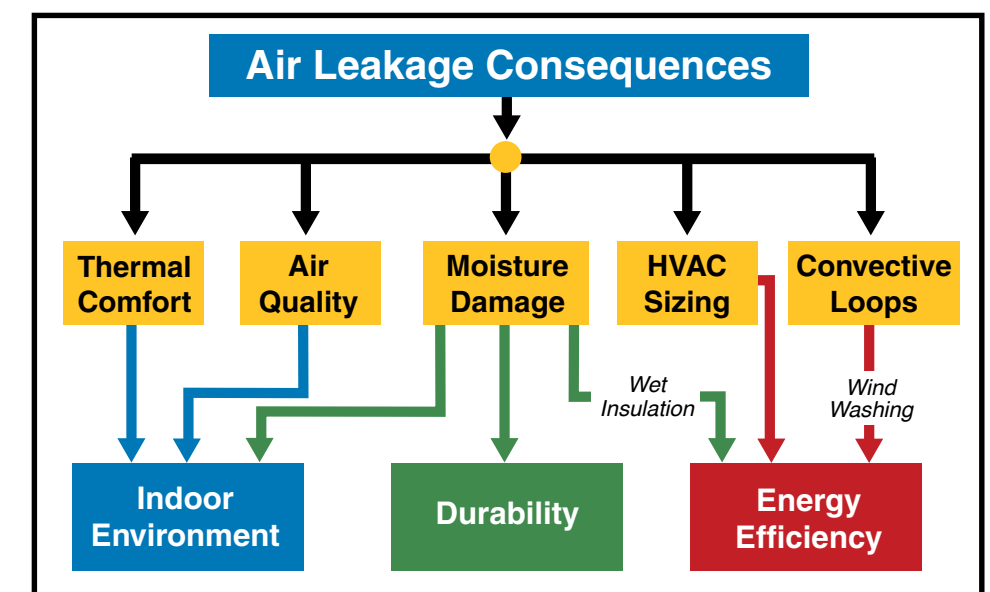 Air Leakage Consequences
Thermal
Comfort
Air
Quality
Moisture
Damage
HVAC
Sizing
Convective
Loops
Wet
Insulation
Wind
Washing
Indoor
Environment
Durability
Energy
Efficiency